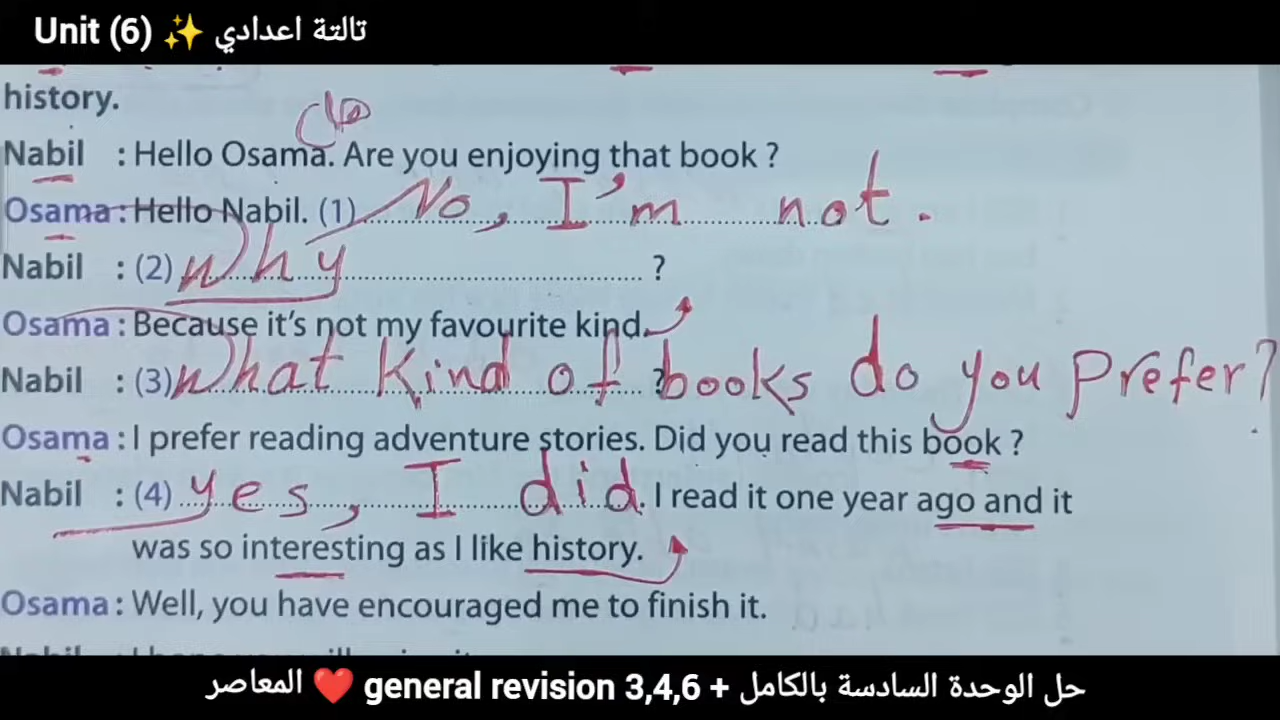 Unit (6) ✨ تالتة اعدادي
history.
هل
Nabil : Hello Osama. Are you enjoying that book ?
Osama : Hello Nabil. (1) No, I'm not.
Nabil : (2) Why ?
Osama : Because it's not my favourite kind.
Nabil : (3) What Kind of ? books do you Prefer?
Osama : I prefer reading adventure stories. Did you read this book ?
Nabil : (4) yes, I did. I read it one year ago and it
was so interesting as I like history.
Osama : Well, you have encouraged me to finish it.
حل الوحدة السادسة بالكامل + general revision 3,4,6 ❤️ المعاصر